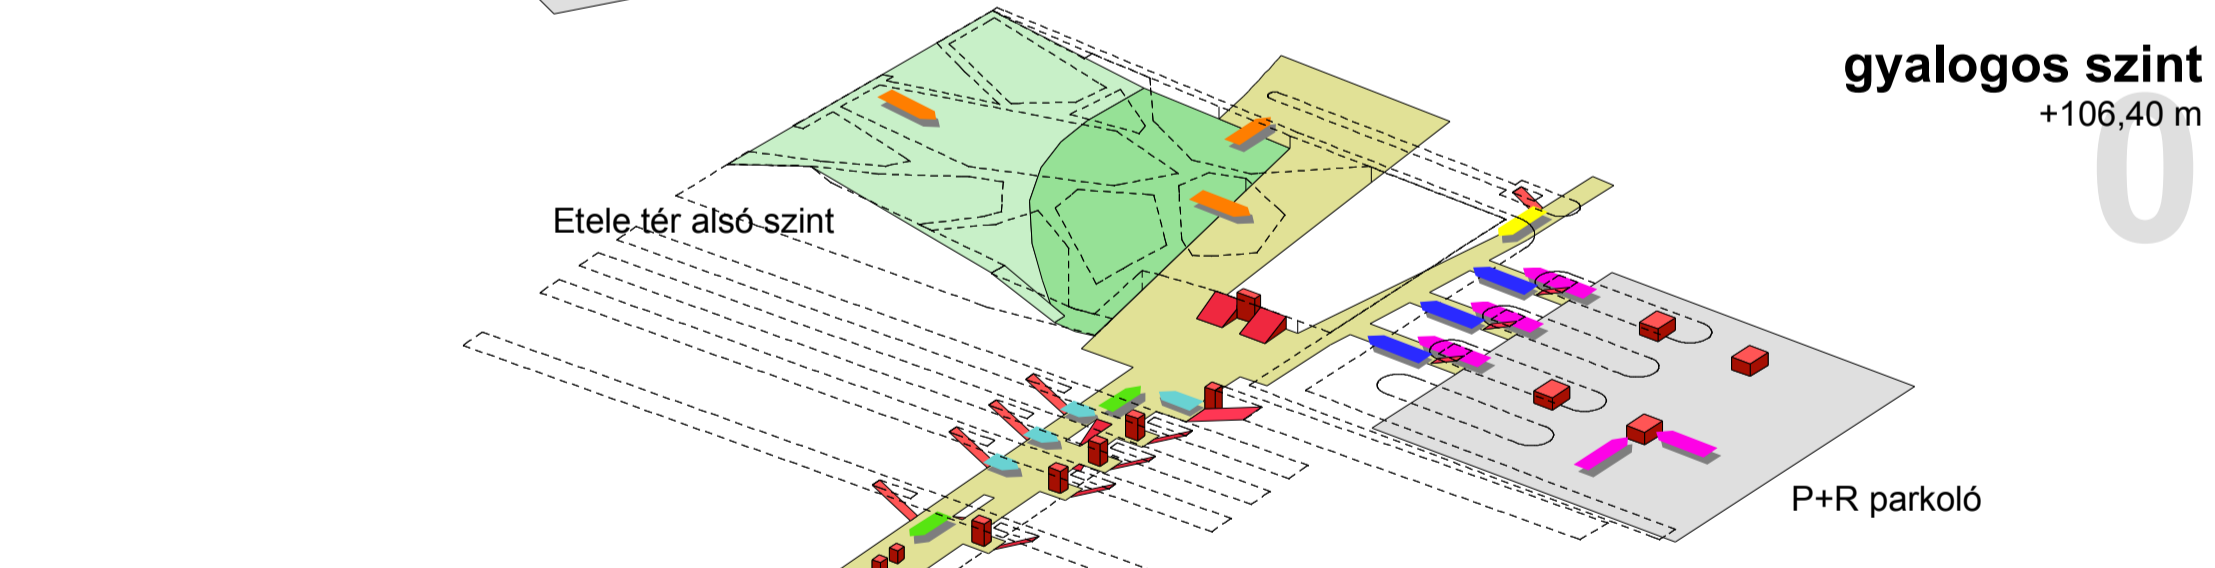 gyalogos szint
+106,40 m
0
Etele tér alsó szint
P+R parkoló